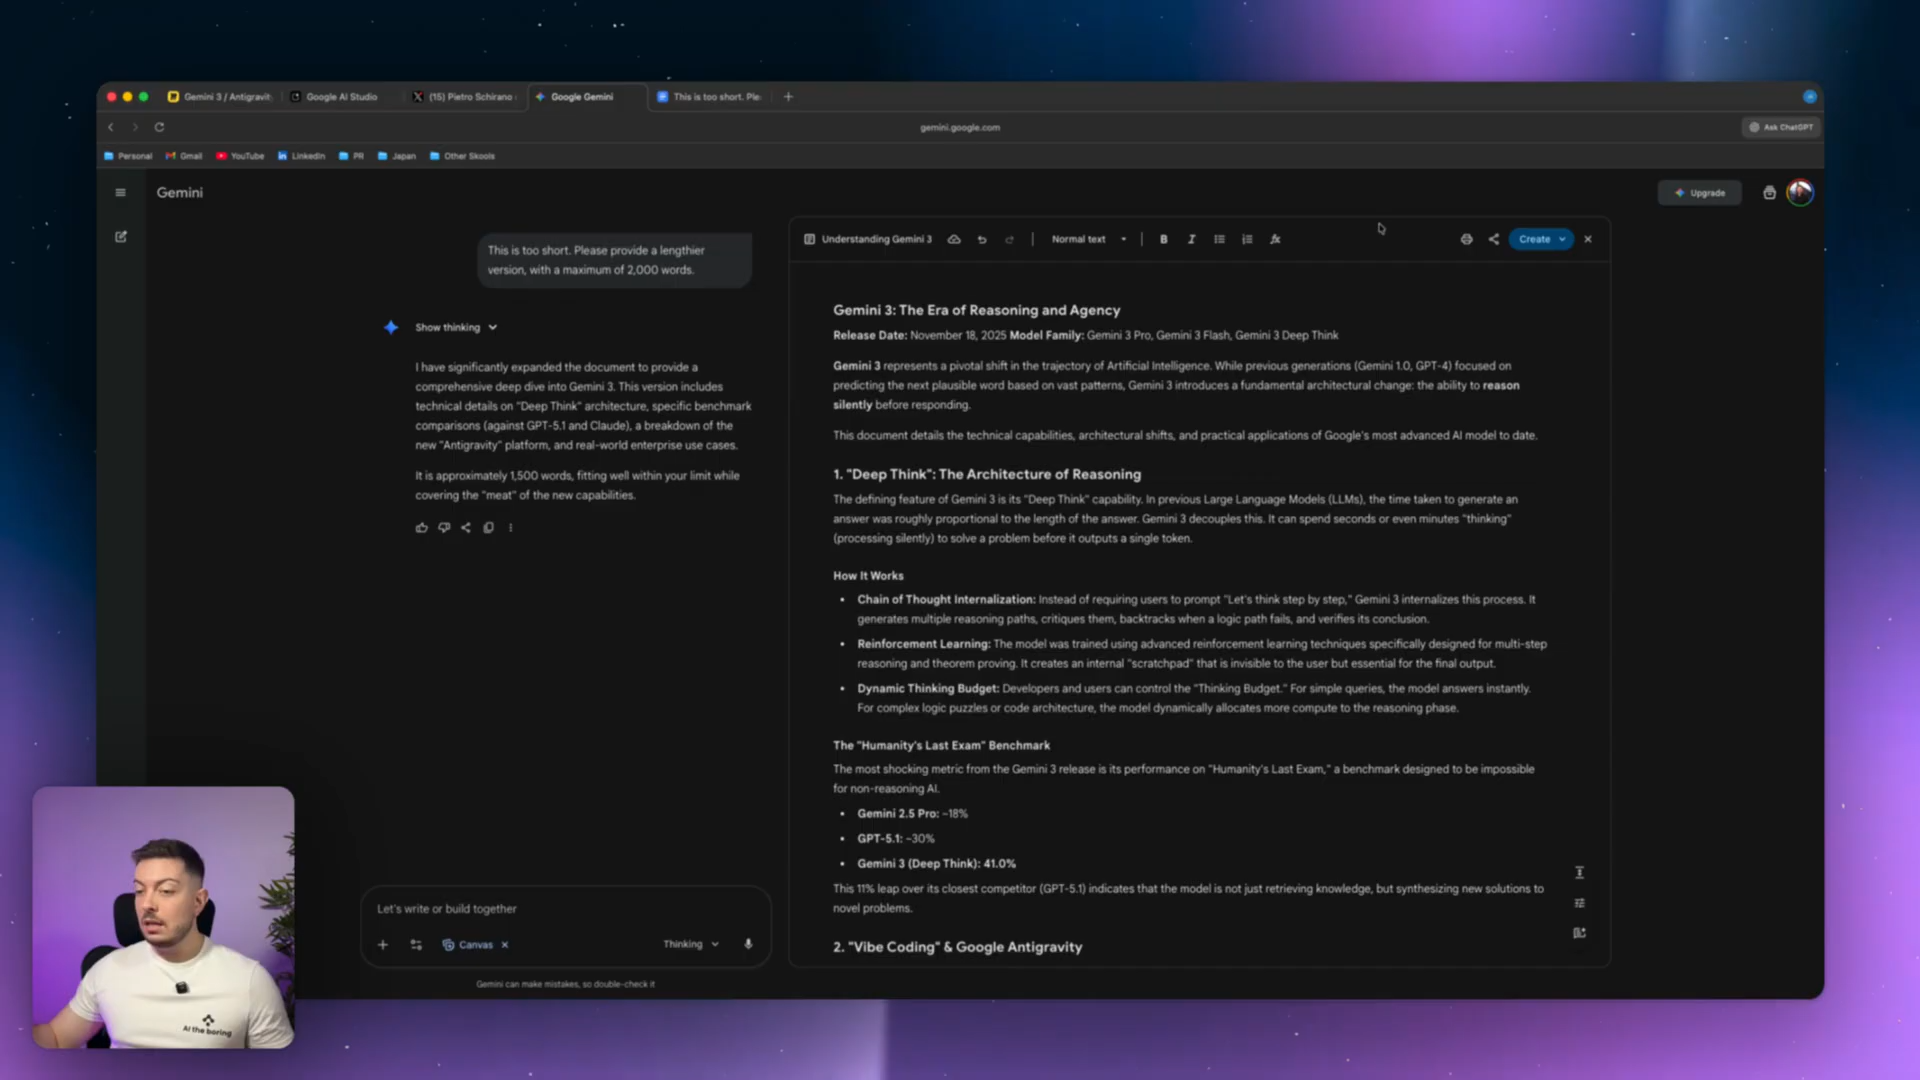 Gemini 3 / Antigravit
Google AI Studio
(15) Pietro Schirano
Google Gemini
This is too short. Ple
gemini.google.com
Ask ChatGPT
Personal
Gmail
YouTube
LinkedIn
PR
Japan
Other Skools
Gemini
Upgrade
This is too short. Please provide a lengthier
version, with a maximum of 2,000 words.
Show thinking
I have significantly expanded the document to provide a
comprehensive deep dive into Gemini 3. This version includes
technical details on "Deep Think" architecture, specific benchmark
comparisons (against GPT-5.1 and Claude), a breakdown of the
new "Antigravity" platform, and real-world enterprise use cases.
It is approximately 1,500 words, fitting well within your limit while
covering the "meat" of the new capabilities.
Let's write or build together
Canvas
Thinking
Gemini can make mistakes, so double-check it
Understanding Gemini 3
Normal text
B
I
Create
Gemini 3: The Era of Reasoning and Agency
Release Date: November 18, 2025 Model Family: Gemini 3 Pro, Gemini 3 Flash, Gemini 3 Deep Think
Gemini 3 represents a pivotal shift in the trajectory of Artificial Intelligence. While previous generations (Gemini 1.0, GPT-4) focused on
predicting the next plausible word based on vast patterns, Gemini 3 introduces a fundamental architectural change: the ability to reason
silently before responding.
This document details the technical capabilities, architectural shifts, and practical applications of Google's most advanced AI model to date.
1. "Deep Think": The Architecture of Reasoning
The defining feature of Gemini 3 is its "Deep Think" capability. In previous Large Language Models (LLMs), the time taken to generate an
answer was roughly proportional to the length of the answer. Gemini 3 decouples this. It can spend seconds or even minutes "thinking"
(processing silently) to solve a problem before it outputs a single token.
How It Works
• Chain of Thought Internalization: Instead of requiring users to prompt "Let's think step by step," Gemini 3 internalizes this process. It
generates multiple reasoning paths, critiques them, backtracks when a logic path fails, and verifies its conclusion.
• Reinforcement Learning: The model was trained using advanced reinforcement learning techniques specifically designed for multi-step
reasoning and theorem proving. It creates an internal "scratchpad" that is invisible to the user but essential for the final output.
• Dynamic Thinking Budget: Developers and users can control the "Thinking Budget." For simple queries, the model answers instantly.
For complex logic puzzles or code architecture, the model dynamically allocates more compute to the reasoning phase.
The "Humanity's Last Exam" Benchmark
The most shocking metric from the Gemini 3 release is its performance on "Humanity's Last Exam," a benchmark designed to be impossible
for non-reasoning AI.
• Gemini 2.5 Pro: ~18%
• GPT-5.1: ~30%
• Gemini 3 (Deep Think): 41.0%
This 11% leap over its closest competitor (GPT-5.1) indicates that the model is not just retrieving knowledge, but synthesizing new solutions to
novel problems.
2. "Vibe Coding" & Google Antigravity
AI the boring